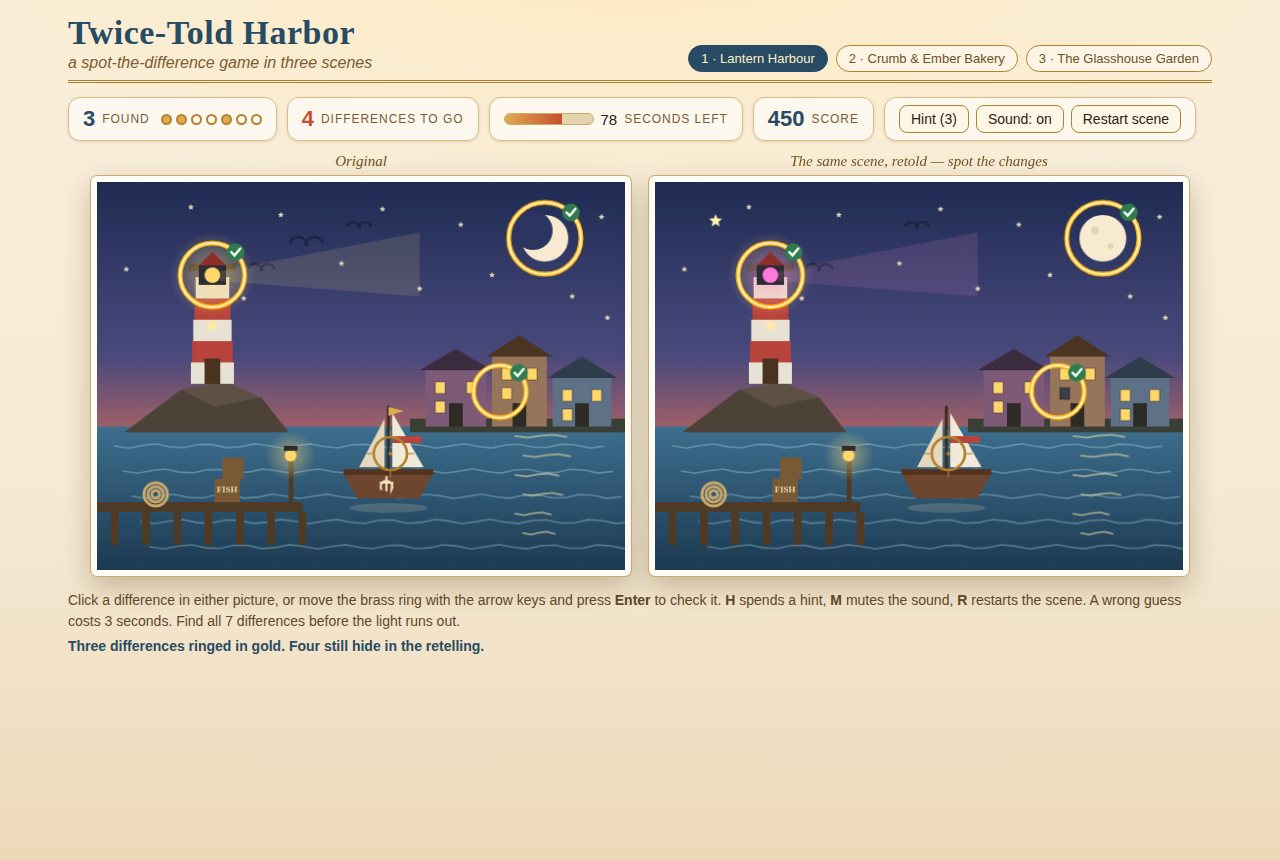 Twice-Told Harbor
a spot-the-difference game in three scenes
1 · Lantern Harbour
2 · Crumb & Ember Bakery
3 · The Glasshouse Garden
3 FOUND
4 DIFFERENCES TO GO
78 SECONDS LEFT
450 SCORE
Hint (3)
Sound: on
Restart scene
Original
The same scene, retold — spot the changes
FISH
FISH
Click a difference in either picture, or move the brass ring with the arrow keys and press Enter to check it. H spends a hint, M mutes the sound, R restarts the scene. A wrong guess
costs 3 seconds. Find all 7 differences before the light runs out.
Three differences ringed in gold. Four still hide in the retelling.